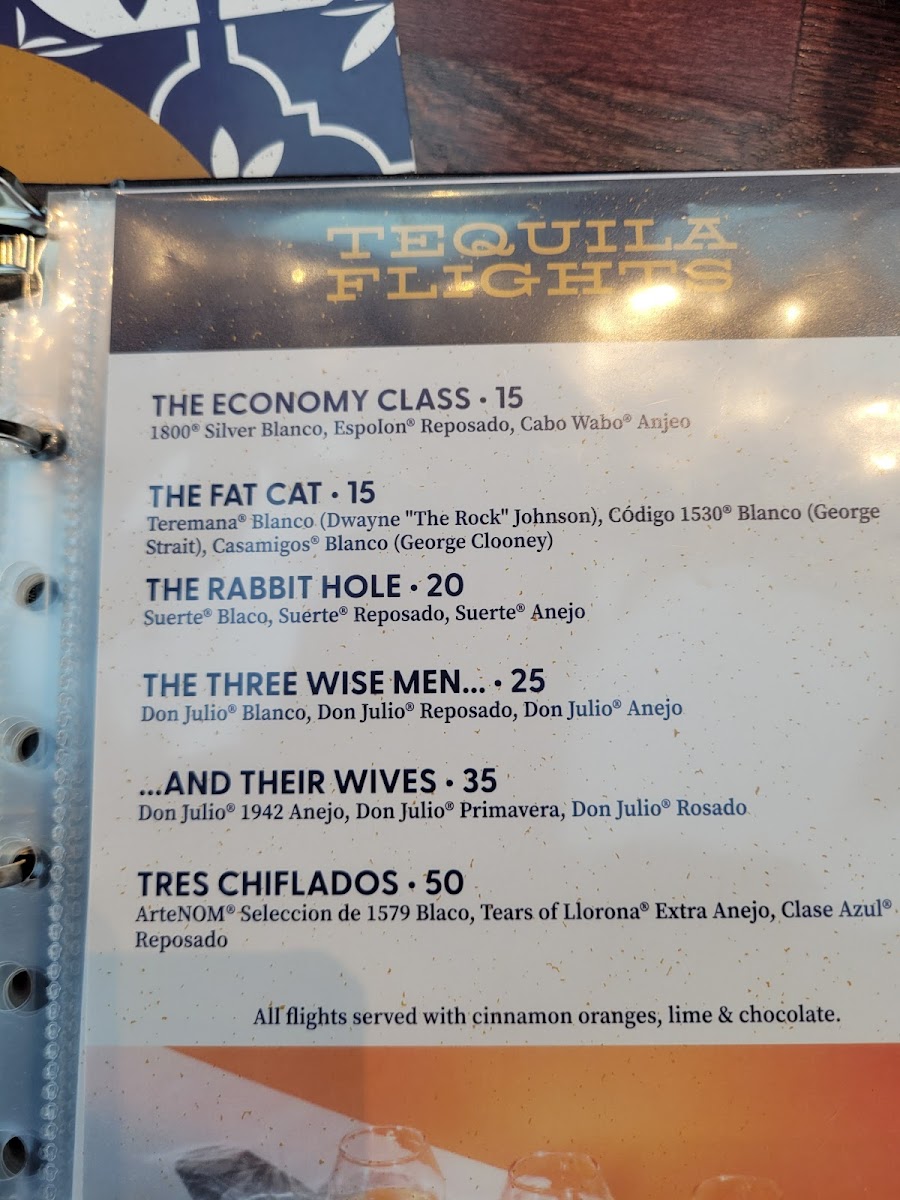 TEQUILA
FLIGHTS
THE ECONOMY CLASS • 15
1800® Silver Blanco, Espolon® Reposado, Cabo Wabo® Anjeo
THE FAT CAT • 15
Teremana® Blanco (Dwayne "The Rock" Johnson), Código 1530® Blanco (George
Strait), Casamigos® Blanco (George Clooney)
THE RABBIT HOLE • 20
Suerte® Blaco, Suerte® Reposado, Suerte® Anejo
THE THREE WISE MEN... • 25
Don Julio® Blanco, Don Julio® Reposado, Don Julio® Anejo
...AND THEIR WIVES • 35
Don Julio® 1942 Anejo, Don Julio® Primavera, Don Julio® Rosado
TRES CHIFLADOS • 50
ArteNOM® Seleccion de 1579 Blaco, Tears of Llorona® Extra Anejo, Clase Azul®
Reposado
All flights served with cinnamon oranges, lime & chocolate.